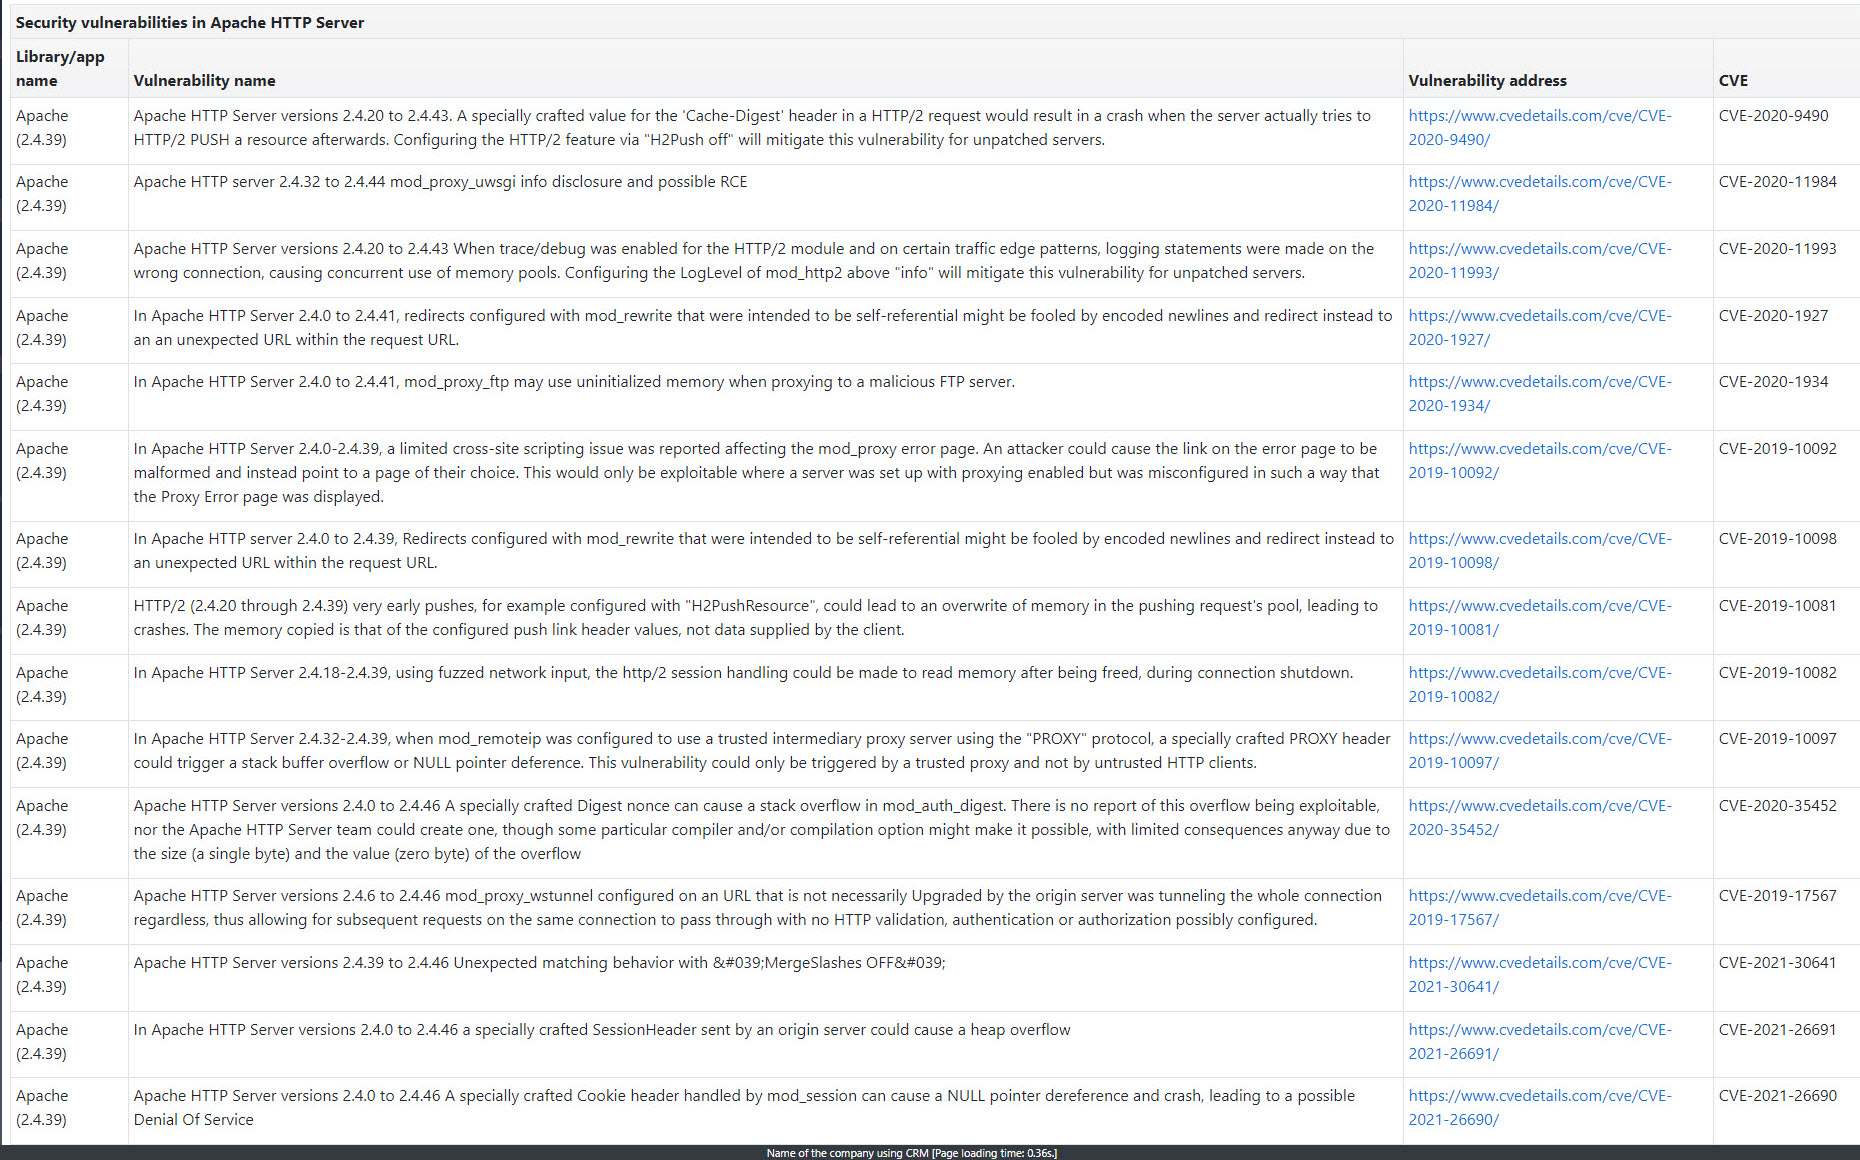 Security vulnerabilities in Apache HTTP Server
Library/app
name
Vulnerability name
Vulnerability address
CVE
Apache
(2.4.39)
Apache HTTP Server versions 2.4.20 to 2.4.43. A specially crafted value for the 'Cache-Digest' header in a HTTP/2 request would result in a crash when the server actually tries to
HTTP/2 PUSH a resource afterwards. Configuring the HTTP/2 feature via "H2Push off" will mitigate this vulnerability for unpatched servers.
https://www.cvedetails.com/cve/CVE-
2020-9490/
CVE-2020-9490
Apache
(2.4.39)
Apache HTTP server 2.4.32 to 2.4.44 mod_proxy_uwsgi info disclosure and possible RCE
https://www.cvedetails.com/cve/CVE-
2020-11984/
CVE-2020-11984
Apache
(2.4.39)
Apache HTTP Server versions 2.4.20 to 2.4.43 When trace/debug was enabled for the HTTP/2 module and on certain traffic edge patterns, logging statements were made on the
wrong connection, causing concurrent use of memory pools. Configuring the LogLevel of mod_http2 above "info" will mitigate this vulnerability for unpatched servers.
https://www.cvedetails.com/cve/CVE-
2020-11993/
CVE-2020-11993
Apache
(2.4.39)
In Apache HTTP Server 2.4.0 to 2.4.41, redirects configured with mod_rewrite that were intended to be self-referential might be fooled by encoded newlines and redirect instead to
an an unexpected URL within the request URL.
https://www.cvedetails.com/cve/CVE-
2020-1927/
CVE-2020-1927
Apache
(2.4.39)
In Apache HTTP Server 2.4.0 to 2.4.41, mod_proxy_ftp may use uninitialized memory when proxying to a malicious FTP server.
https://www.cvedetails.com/cve/CVE-
2020-1934/
CVE-2020-1934
Apache
(2.4.39)
In Apache HTTP Server 2.4.0-2.4.39, a limited cross-site scripting issue was reported affecting the mod_proxy error page. An attacker could cause the link on the error page to be
malformed and instead point to a page of their choice. This would only be exploitable where a server was set up with proxying enabled but was misconfigured in such a way that
the Proxy Error page was displayed.
https://www.cvedetails.com/cve/CVE-
2019-10092/
CVE-2019-10092
Apache
(2.4.39)
In Apache HTTP server 2.4.0 to 2.4.39, Redirects configured with mod_rewrite that were intended to be self-referential might be fooled by encoded newlines and redirect instead to
an unexpected URL within the request URL.
https://www.cvedetails.com/cve/CVE-
2019-10098/
CVE-2019-10098
Apache
(2.4.39)
HTTP/2 (2.4.20 through 2.4.39) very early pushes, for example configured with "H2PushResource", could lead to an overwrite of memory in the pushing request's pool, leading to
crashes. The memory copied is that of the configured push link header values, not data supplied by the client.
https://www.cvedetails.com/cve/CVE-
2019-10081/
CVE-2019-10081
Apache
(2.4.39)
In Apache HTTP Server 2.4.18-2.4.39, using fuzzed network input, the http/2 session handling could be made to read memory after being freed, during connection shutdown.
https://www.cvedetails.com/cve/CVE-
2019-10082/
CVE-2019-10082
Apache
(2.4.39)
In Apache HTTP Server 2.4.32-2.4.39, when mod_remoteip was configured to use a trusted intermediary proxy server using the "PROXY" protocol, a specially crafted PROXY header
could trigger a stack buffer overflow or NULL pointer deference. This vulnerability could only be triggered by a trusted proxy and not by untrusted HTTP clients.
https://www.cvedetails.com/cve/CVE-
2019-10097/
CVE-2019-10097
Apache
(2.4.39)
Apache HTTP Server versions 2.4.0 to 2.4.46 A specially crafted Digest nonce can cause a stack overflow in mod_auth_digest. There is no report of this overflow being exploitable,
nor the Apache HTTP Server team could create one, though some particular compiler and/or compilation option might make it possible, with limited consequences anyway due to
the size (a single byte) and the value (zero byte) of the overflow
https://www.cvedetails.com/cve/CVE-
2020-35452/
CVE-2020-35452
Apache
(2.4.39)
Apache HTTP Server versions 2.4.6 to 2.4.46 mod_proxy_wstunnel configured on an URL that is not necessarily Upgraded by the origin server was tunneling the whole connection
regardless, thus allowing for subsequent requests on the same connection to pass through with no HTTP validation, authentication or authorization possibly configured.
https://www.cvedetails.com/cve/CVE-
2019-17567/
CVE-2019-17567
Apache
(2.4.39)
Apache HTTP Server versions 2.4.39 to 2.4.46 Unexpected matching behavior with &#039;MergeSlashes OFF&#039;
https://www.cvedetails.com/cve/CVE-
2021-30641/
CVE-2021-30641
Apache
(2.4.39)
In Apache HTTP Server versions 2.4.0 to 2.4.46 a specially crafted SessionHeader sent by an origin server could cause a heap overflow
https://www.cvedetails.com/cve/CVE-
2021-26691/
CVE-2021-26691
Apache
(2.4.39)
Apache HTTP Server versions 2.4.0 to 2.4.46 A specially crafted Cookie header handled by mod_session can cause a NULL pointer dereference and crash, leading to a possible
Denial Of Service
https://www.cvedetails.com/cve/CVE-
2021-26690/
CVE-2021-26690
Name of the company using CRM [Page loading time: 0.36s.]